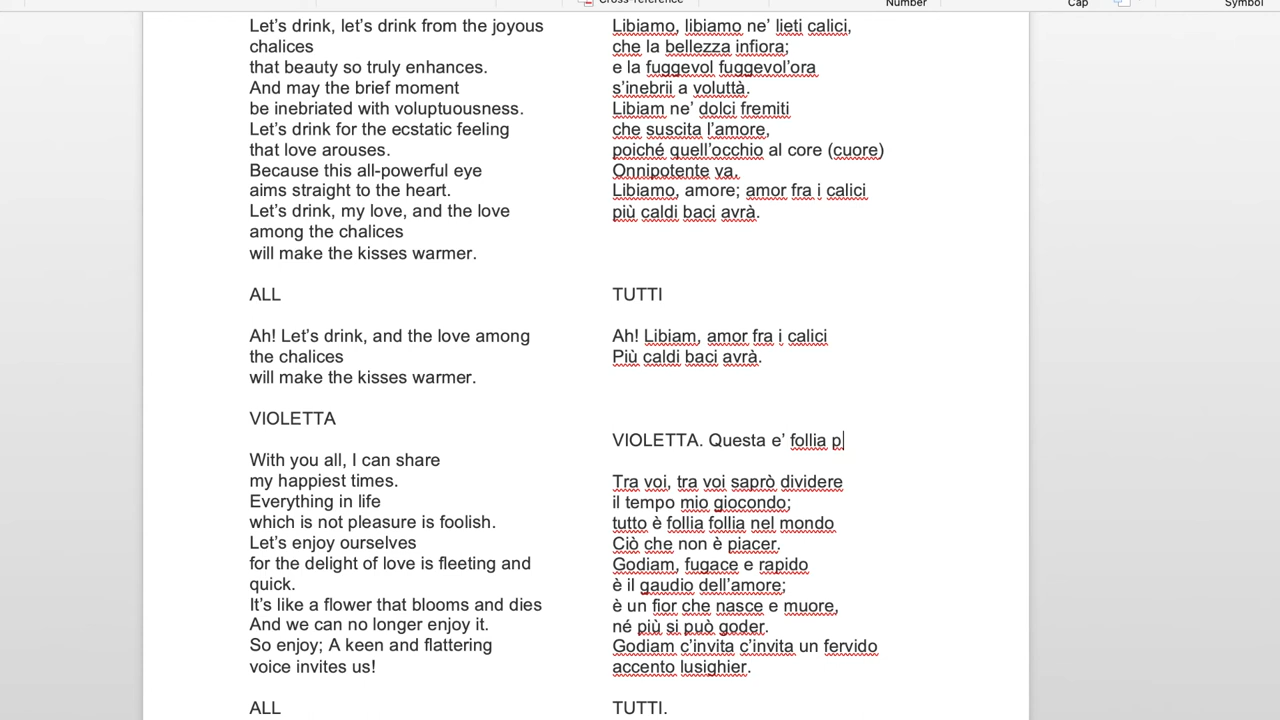 Cross-reference
Number
Cap
Symbol
Let's drink, let's drink from the joyous
chalices
that beauty so truly enhances.
And may the brief moment
be inebriated with voluptuousness.
Let's drink for the ecstatic feeling
that love arouses.
Because this all-powerful eye
aims straight to the heart.
Let's drink, my love, and the love
among the chalices
will make the kisses warmer.
ALL
Ah! Let's drink, and the love among
the chalices
will make the kisses warmer.
VIOLETTA
With you all, I can share
my happiest times.
Everything in life
which is not pleasure is foolish.
Let's enjoy ourselves
for the delight of love is fleeting and
quick.
It's like a flower that blooms and dies
And we can no longer enjoy it.
So enjoy; A keen and flattering
voice invites us!
ALL
Libiamo, libiamo ne' lieti calici,
che la bellezza infiora;
e la fuggevol fuggevol'ora
s'inebrii a voluttà.
Libiam ne' dolci fremiti
che suscita l'amore,
poiché quell'occhio al core (cuore)
Onnipotente va.
Libiamo, amore; amor fra i calici
più caldi baci avrà.
TUTTI
Ah! Libiam, amor fra i calici
Più caldi baci avrà.
VIOLETTA. Questa e' follia p
Tra voi, tra voi saprò dividere
il tempo mio giocondo;
tutto è follia follia nel mondo
Ciò che non è piacer.
Godiam, fugace e rapido
è il gaudio dell'amore;
è un fior che nasce e muore,
né più si può goder.
Godiam c'invita c'invita un fervido
accento lusighier.
TUTTI.